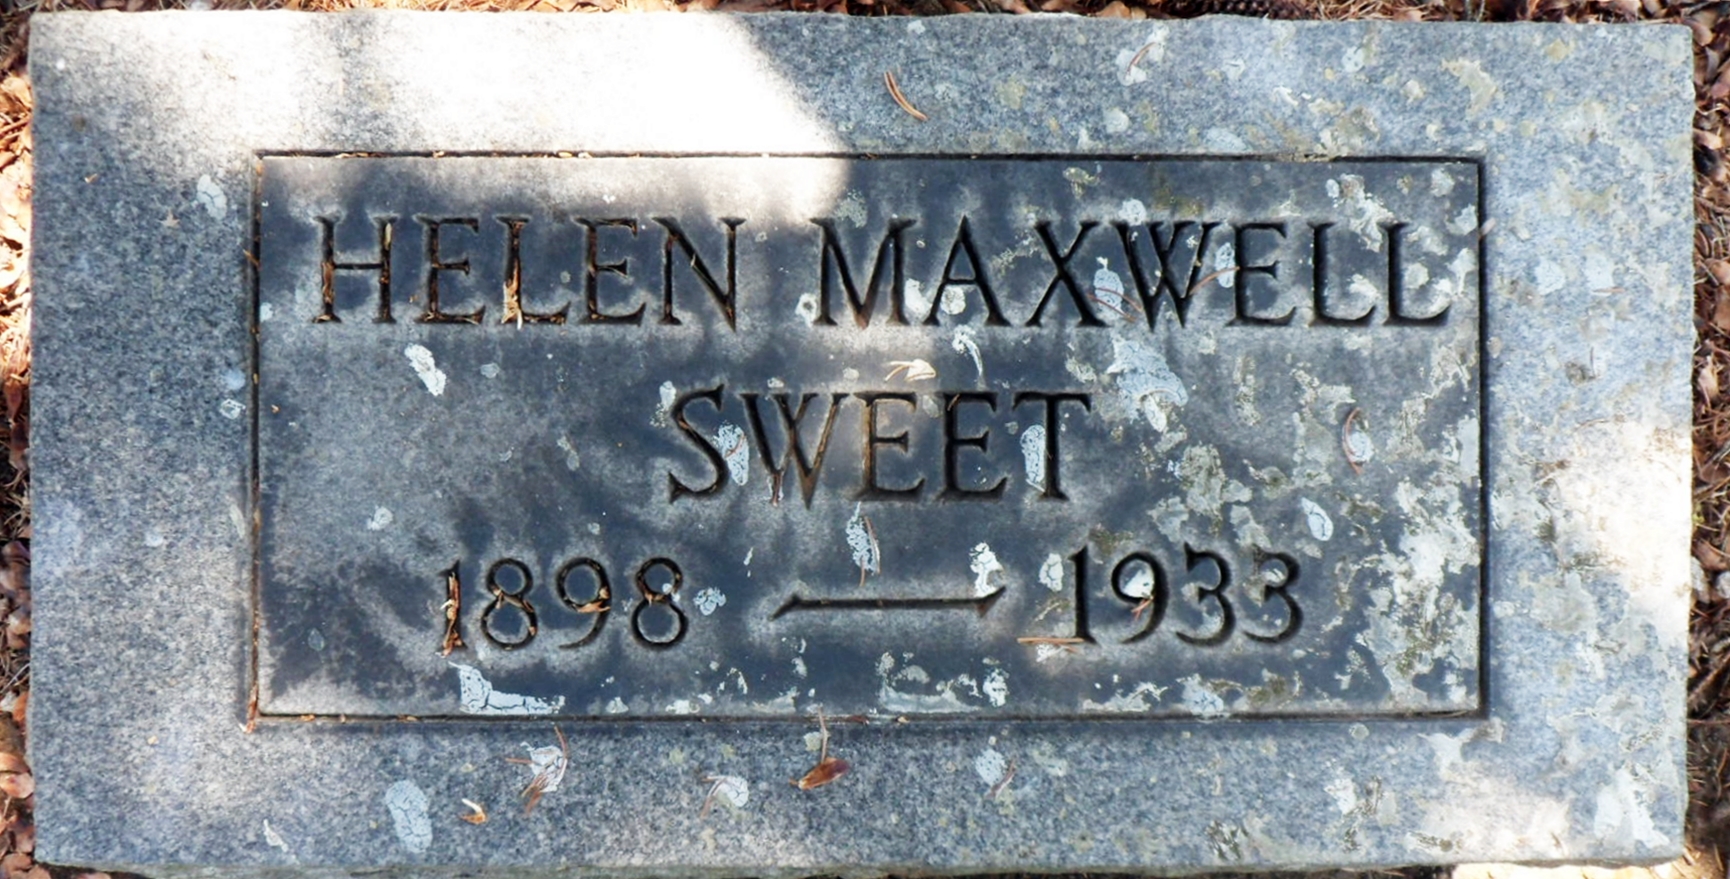 HELEN MAXWELL
SWEET
1898 — 1933